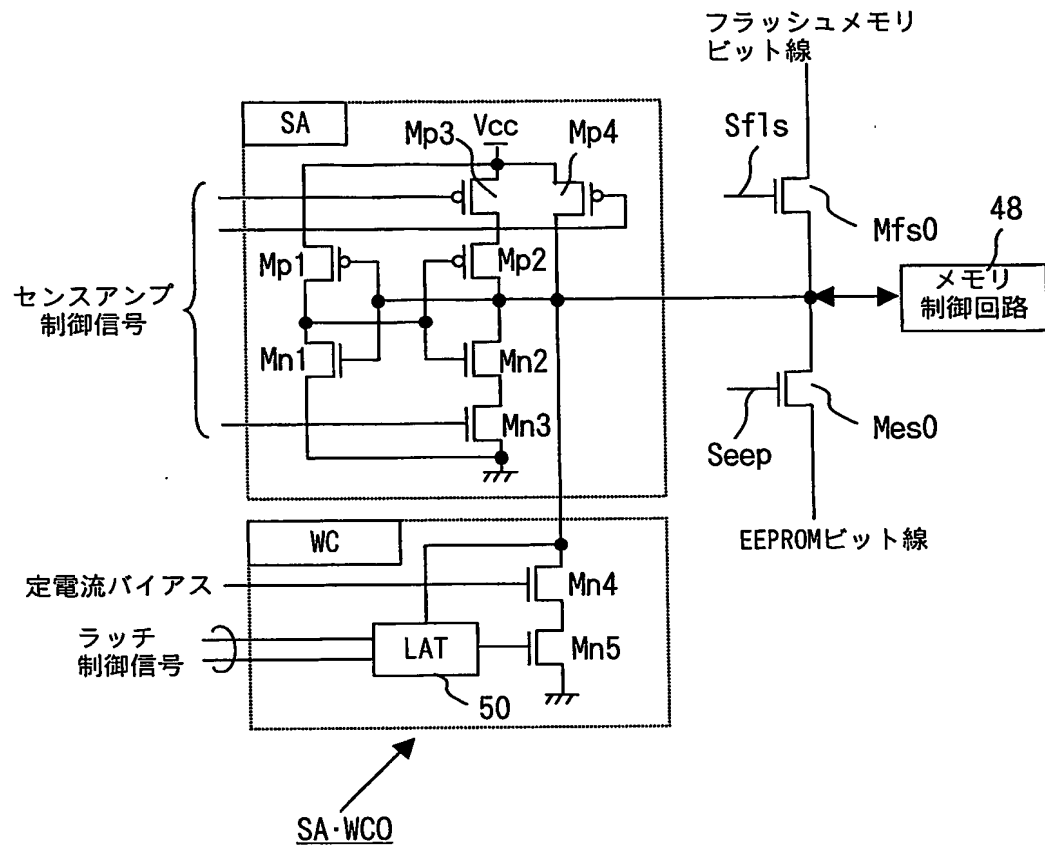 フラッシュメモリ
ビット線
SA
Mp3
Vcc
Mp4
Sfls
Mfs0
48
メモリ
制御回路
Mp1
Mp2
センスアンプ
制御信号
Mn1
Mn2
Mn3
Mes0
Seep
EEPROMビット線
WC
定電流バイアス
Mn4
ラッチ
制御信号
LAT
Mn5
50
SA·WC0